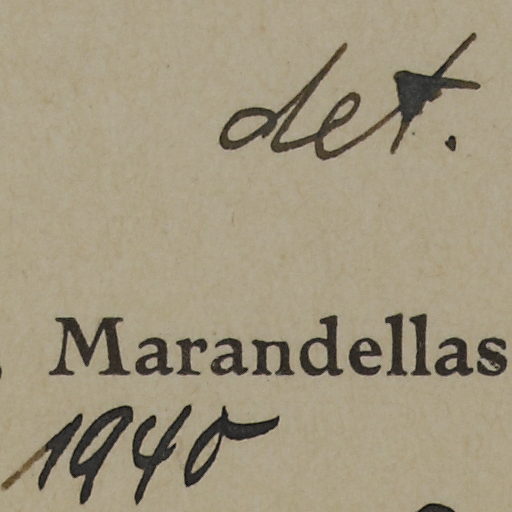 det.
, Marandellas
1940